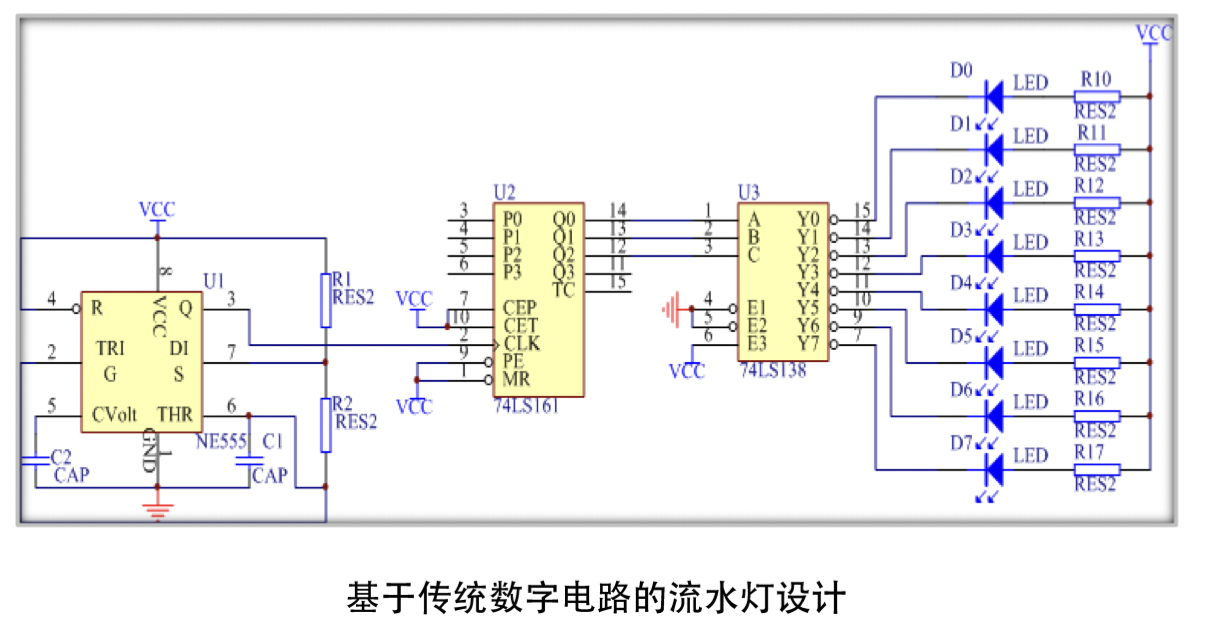 VCC
D0
LED
R10
RES2
D1
LED
R11
RES2
D2
LED
R12
RES2
D3
LED
R13
RES2
D4
LED
R14
RES2
D5
LED
R15
RES2
D6
LED
R16
RES2
D7
LED
R17
RES2
VCC
U1
4 R VCC 8 Q 3
2 TRI G DI S 7
5 CVolt THR 6
GND 1
NE555
R1
RES2
R2
RES2
C1
CAP
C2
CAP
U2
3 P0 Q0 14
4 P1 Q1 13
5 P2 Q2 12
6 P3 Q3 11
TC 15
VCC
7 CEP
10 CET
2 CLK
9 PE
1 MR
VCC
74LS161
U3
1 A Y0 15
2 B Y1 14
3 C Y2 13
Y3 12
Y4 11
4 E1 Y5 10
5 E2 Y6 9
6 E3 Y7 7
VCC
74LS138
基于传统数字电路的流水灯设计